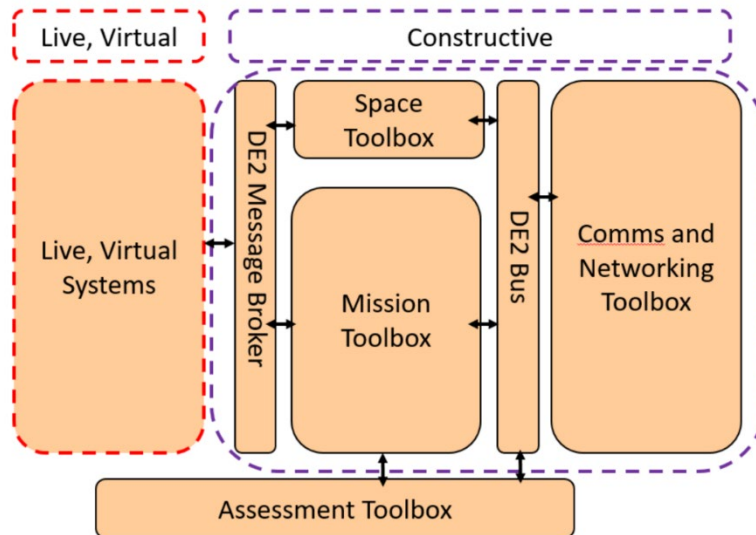 Live, Virtual
Constructive
Live, Virtual
Systems
DE2 Message Broker
Space
Toolbox
Mission
Toolbox
DE2 Bus
Comms and
Networking
Toolbox
Assessment Toolbox